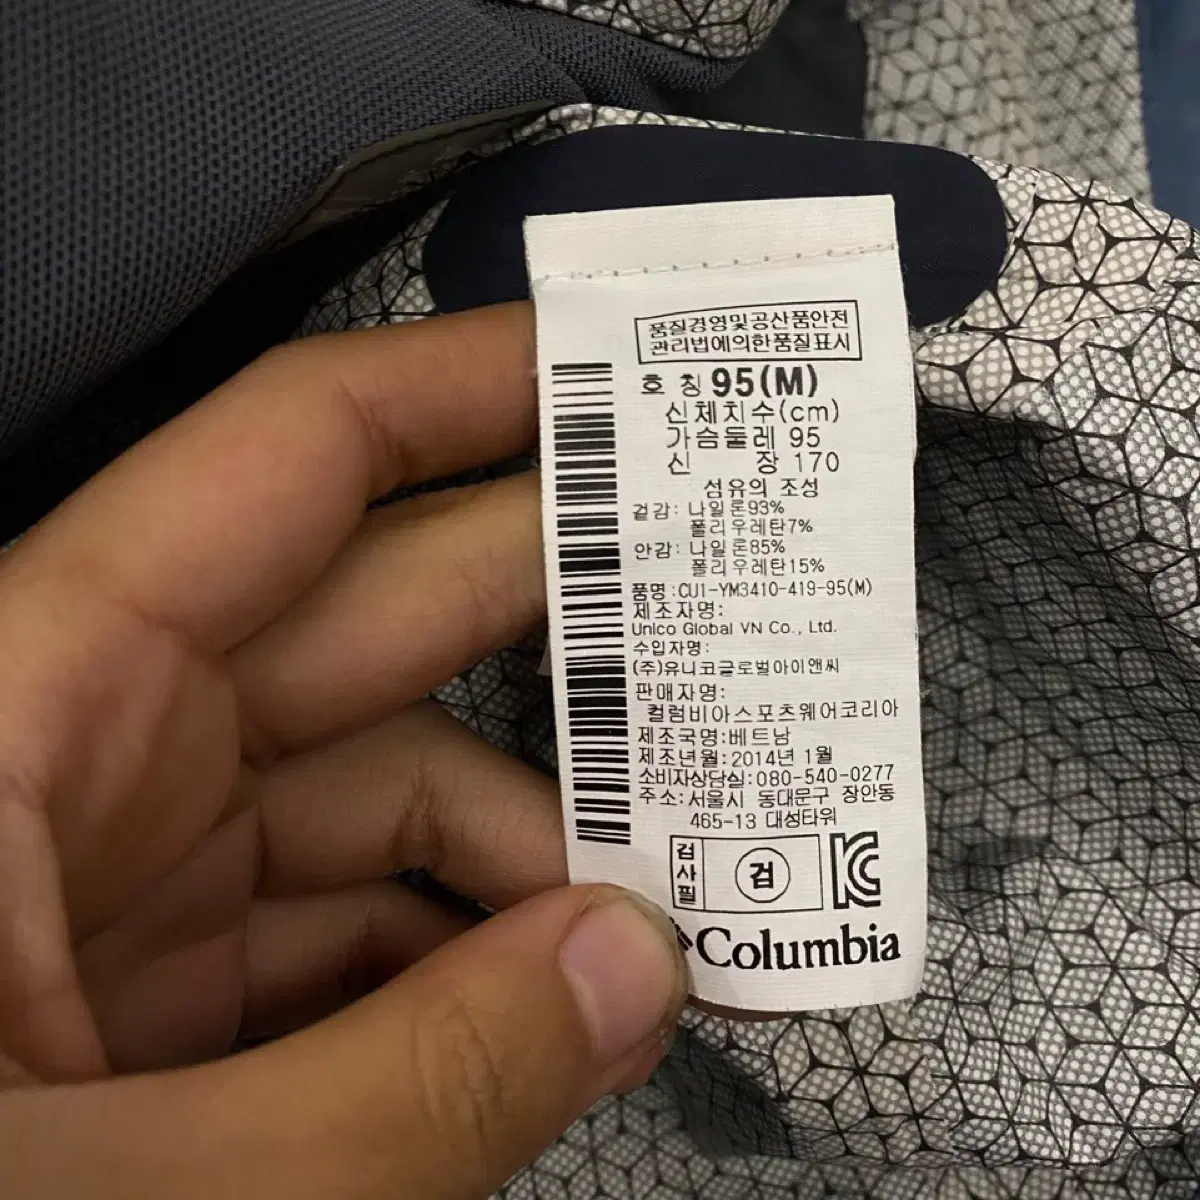 품질경영및공산품안전
관리법에의한품질표시
호 칭 95(M)
신체치수(cm)
가슴둘레 95
신 장 170
섬유의 조성
겉감: 나일론93%
폴리우레탄7%
안감: 나일론85%
폴리우레탄15%
품명:CU1-YM3410-419-95(M)
제조자명:
Unico Global VN Co., Ltd.
수입자명:
(주)유니코글로벌아이앤씨
판매자명:
컬럼비아스포츠웨어코리아
제조국명:베트남
제조년월:2014년 1월
소비자상담실:080-540-0277
주소:서울시 동대문구 장안동
465-13 대성타워
검사필
검
KC
Columbia